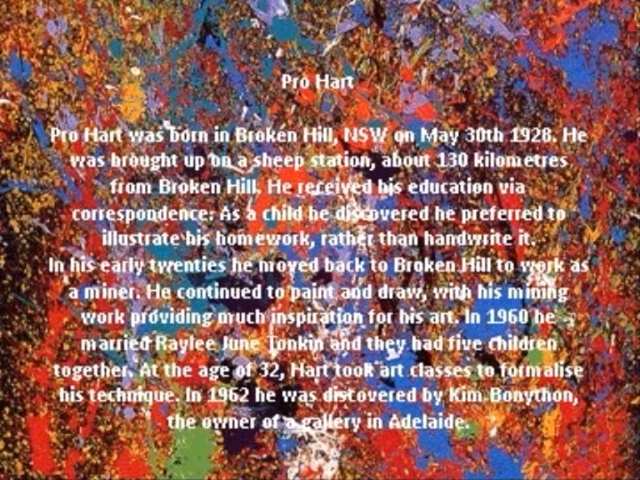 Pro Hart
Pro Hart was born in Broken Hill, NSW on May 30th 1928. He
was brought up on a sheep station, about 130 kilometres
from Broken Hill. He received his education via
correspondence. As a child he discovered he preferred to
illustrate his homework, rather than handwrite it.
In his early twenties he moved back to Broken Hill to work as
a miner. He continued to paint and draw, with his mining
work providing much inspiration for his art. In 1960 he
married Raylee June Tonkin and they had five children
together. At the age of 32, Hart took art classes to formalise
his technique. In 1962 he was discovered by Kim Bonython,
the owner of a gallery in Adelaide.